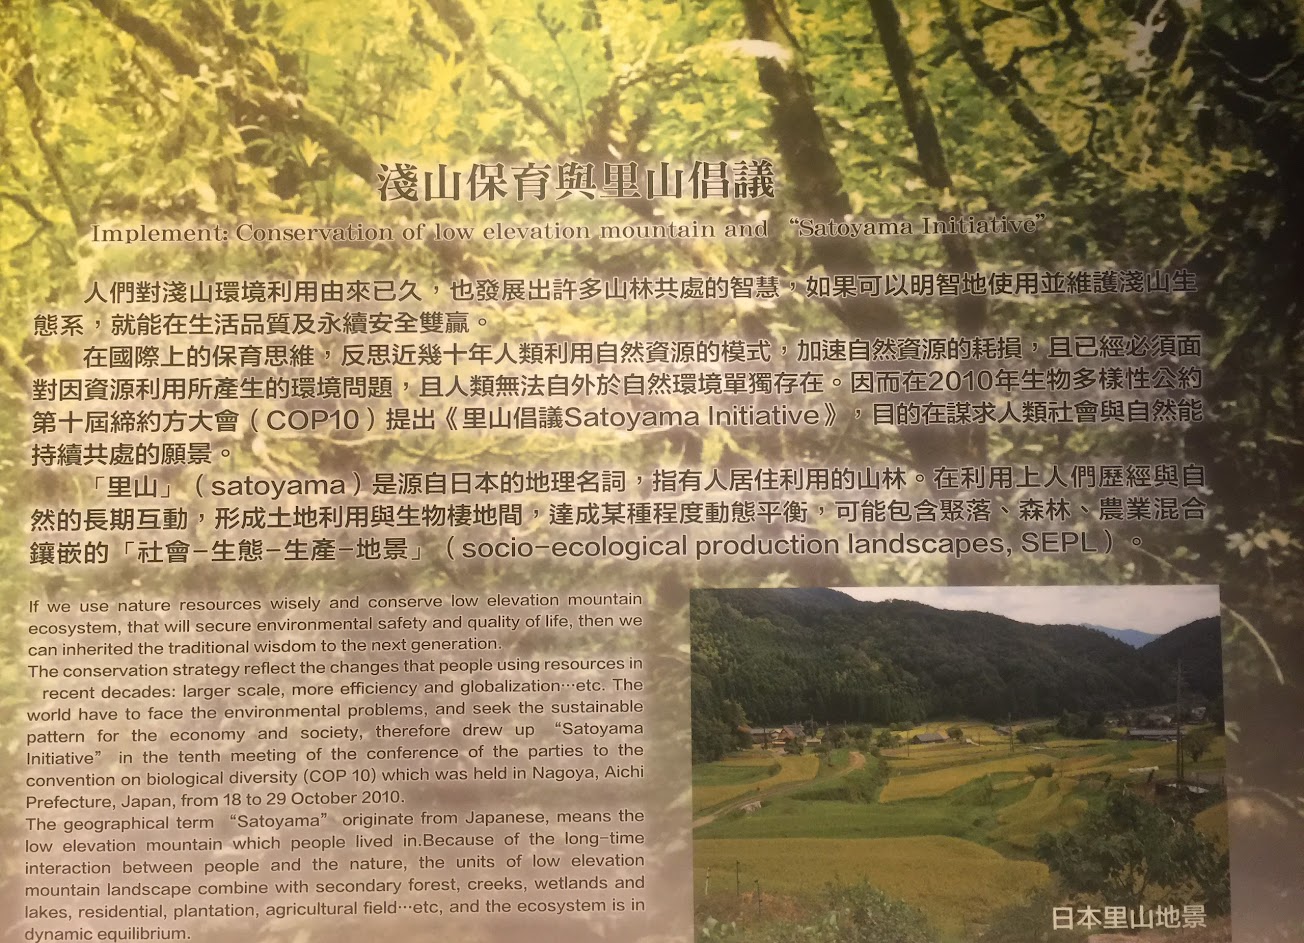 淺山保育與里山倡議
Implement: Conservation of low elevation mountain and “Satoyama Initiative”
人們對淺山環境利用由來已久，也發展出許多山林共處的智慧，如果可以明智地使用並維護淺山生
態系，就能在生活品質及永續安全雙贏。
在國際上的保育思維，反思近幾十年人類利用自然資源的模式，加速自然資源的耗損，且已經必須面
對因資源利用所產生的環境問題，且人類無法自外於自然環境單獨存在。因而在2010年生物多樣性公約
第十屆締約方大會（COP10）提出《里山倡議Satoyama Initiative》，目的在謀求人類社會與自然能
持續共處的願景。
「里山」（satoyama）是源自日本的地理名詞，指有人居住利用的山林。在利用上人們歷經與自
然的長期互動，形成土地利用與生物棲地間，達成某種程度動態平衡，可能包含聚落、森林、農業混合
鑲嵌的「社會–生態–生產–地景」（socio-ecological production landscapes, SEPL）。
If we use nature resources wisely and conserve low elevation mountain
ecosystem, that will secure environmental safety and quality of life, then we
can inherited the traditional wisdom to the next generation.
The conservation strategy reflect the changes that people using resources in
recent decades: larger scale, more efficiency and globalization…etc. The
world have to face the environmental problems, and seek the sustainable
pattern for the economy and society, therefore drew up “Satoyama
Initiative” in the tenth meeting of the conference of the parties to the
convention on biological diversity (COP 10) which was held in Nagoya, Aichi
Prefecture, Japan, from 18 to 29 October 2010.
The geographical term “Satoyama” originate from Japanese, means the
low elevation mountain which people lived in.Because of the long-time
interaction between people and the nature, the units of low elevation
mountain landscape combine with secondary forest, creeks, wetlands and
lakes, residential, plantation, agricultural field…etc, and the ecosystem is in
dynamic equilibrium.
日本里山地景